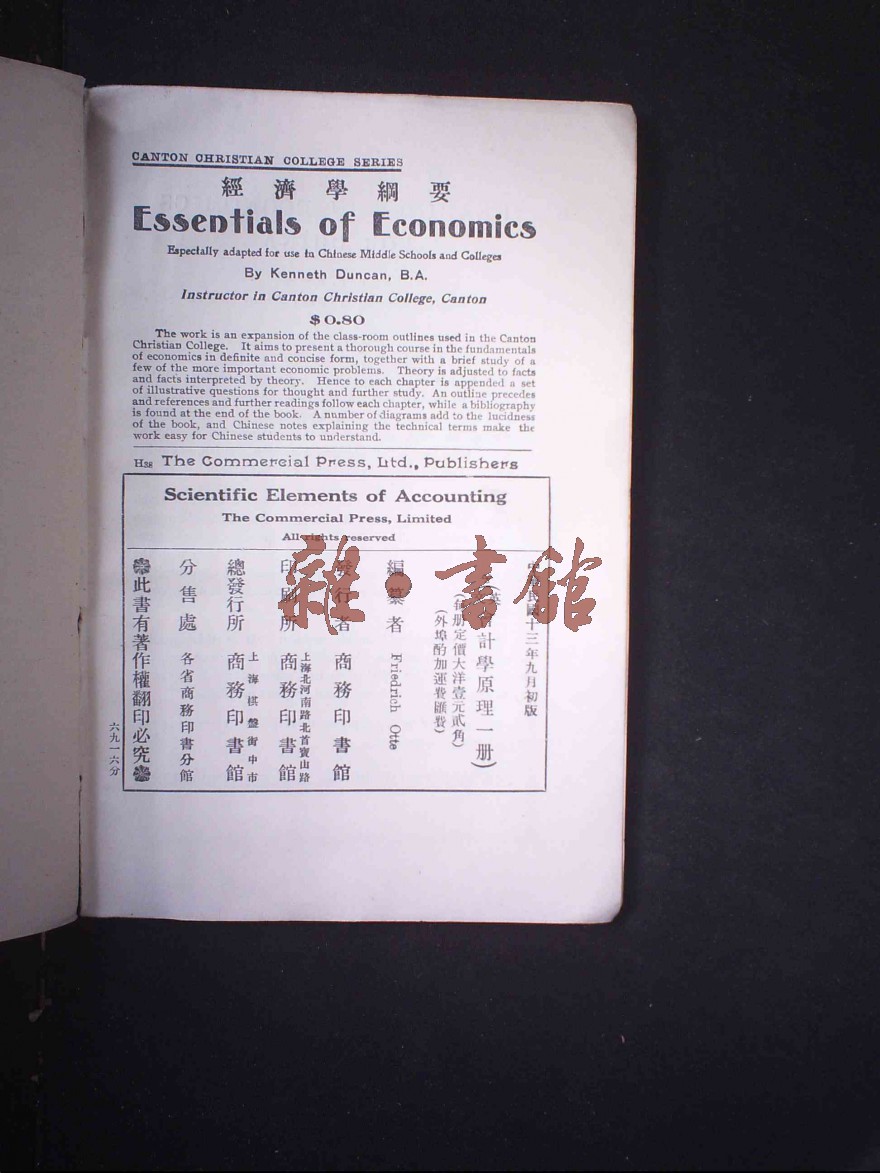 CANTON CHRISTIAN COLLEGE SERIES
經濟學綱要
Essentials of Economics
Especially adapted for use in Chinese Middle Schools and Colleges
By Kenneth Duncan, B.A.
Instructor in Canton Christian College, Canton
$0.80
The work is an expansion of the class-room outlines used in the Canton
Christian College. It aims to present a thorough course in the fundamentals
of economics in definite and concise form, together with a brief study of a
few of the more important economic problems. Theory is adjusted to facts
and facts interpreted by theory. Hence to each chapter is appended a set
of illustrative questions for thought and further study. An outline precedes
and references and further readings follow each chapter, while a bibliography
is found at the end of the book. A number of diagrams add to the lucidness
of the book, and Chinese notes explaining the technical terms make the
work easy for Chinese students to understand.
H28 The Commercial Press, Ltd., Publishers
Scientific Elements of Accounting
The Commercial Press, Limited
All rights reserved
中華民國十三年九月初版
會計學原理一册)
(每册定價大洋壹元貳角)
(外埠酌加運費匯費)
編纂者 Friedrich Otte
發行者 商務印書館
印刷所 上海北河南路北首寶山路 商務印書館
總發行所 上海棋盤街中市 商務印書館
分售處 各省商務印書分館
此書有著作權翻印必究
六九一六分
雜·書館